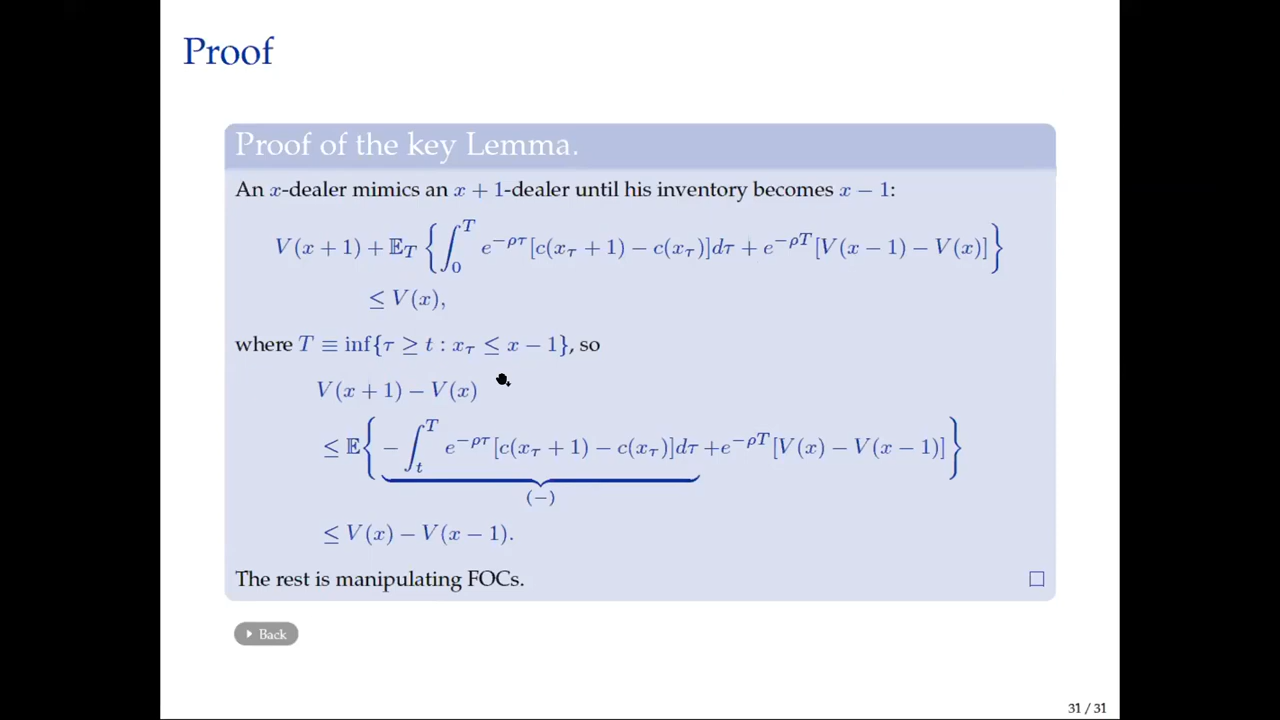 Proof
Proof of the key Lemma.
An x-dealer mimics an x + 1-dealer until his inventory becomes x − 1:
V(x + 1) + 𝔼_T { ∫_0^T e^{−ρτ} [c(x_τ + 1) − c(x_τ)]dτ + e^{−ρT} [V(x − 1) − V(x)] }
≤ V(x),
where T ≡ inf{τ ≥ t : x_τ ≤ x − 1}, so
V(x + 1) − V(x)
≤ 𝔼 { − ∫_t^T e^{−ρτ} [c(x_τ + 1) − c(x_τ)]dτ + e^{−ρT} [V(x) − V(x − 1)] }
(−)
≤ V(x) − V(x − 1).
The rest is manipulating FOCs. □
Back
31 / 31